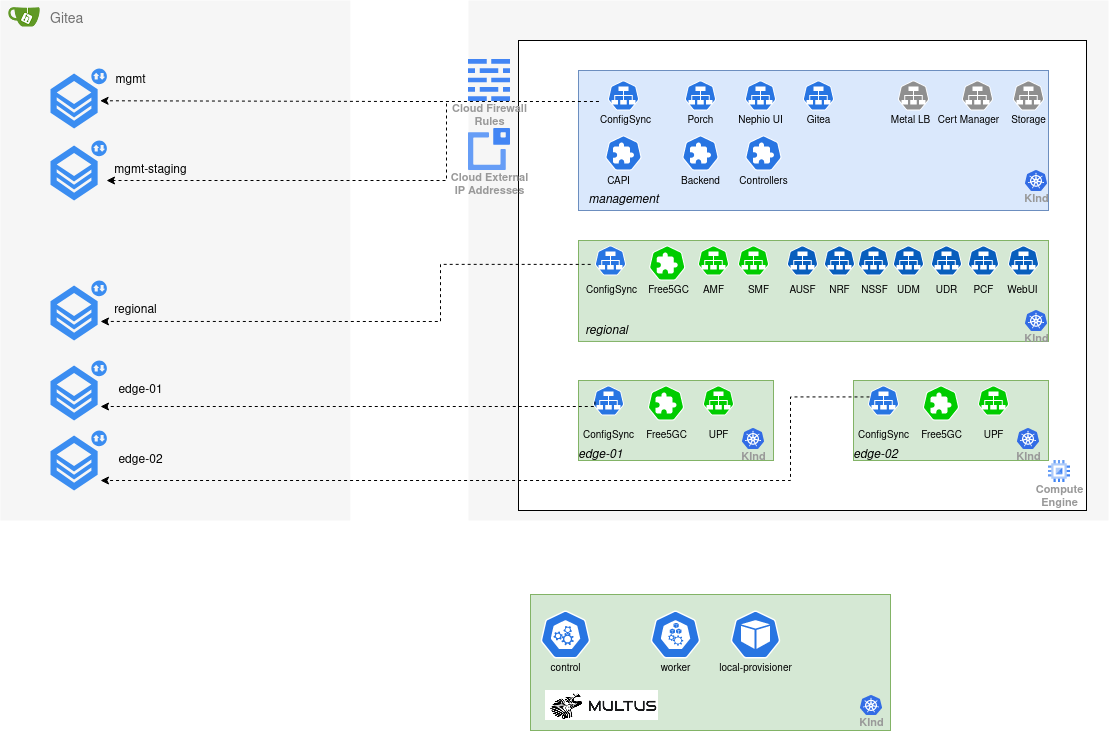 Gitea
mgmt
mgmt-staging
regional
edge-01
edge-02
Cloud Firewall
Rules
Cloud External
IP Addresses
ConfigSync
Porch
Nephio UI
Gitea
Metal LB
Cert Manager
Storage
CAPI
Backend
Controllers
management
KInd
ConfigSync
Free5GC
AMF
SMF
AUSF
NRF
NSSF
UDM
UDR
PCF
WebUI
regional
KInd
ConfigSync
Free5GC
UPF
edge-01
KInd
ConfigSync
Free5GC
UPF
edge-02
KInd
Compute
Engine
control
worker
local-provisioner
MULTUS
KInd